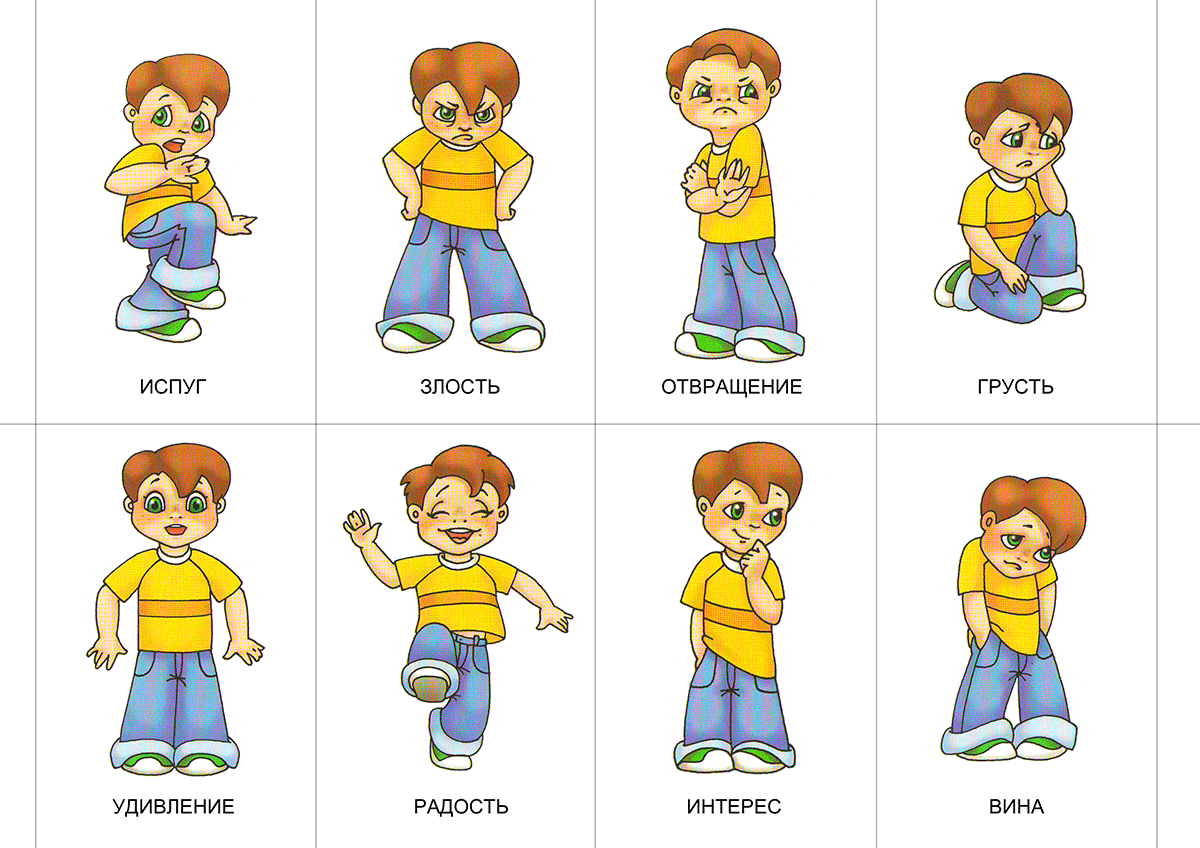 ИСПУГ
ЗЛОСТЬ
ОТВРАЩЕНИЕ
ГРУСТЬ
УДИВЛЕНИЕ
РАДОСТЬ
ИНТЕРЕС
ВИНА